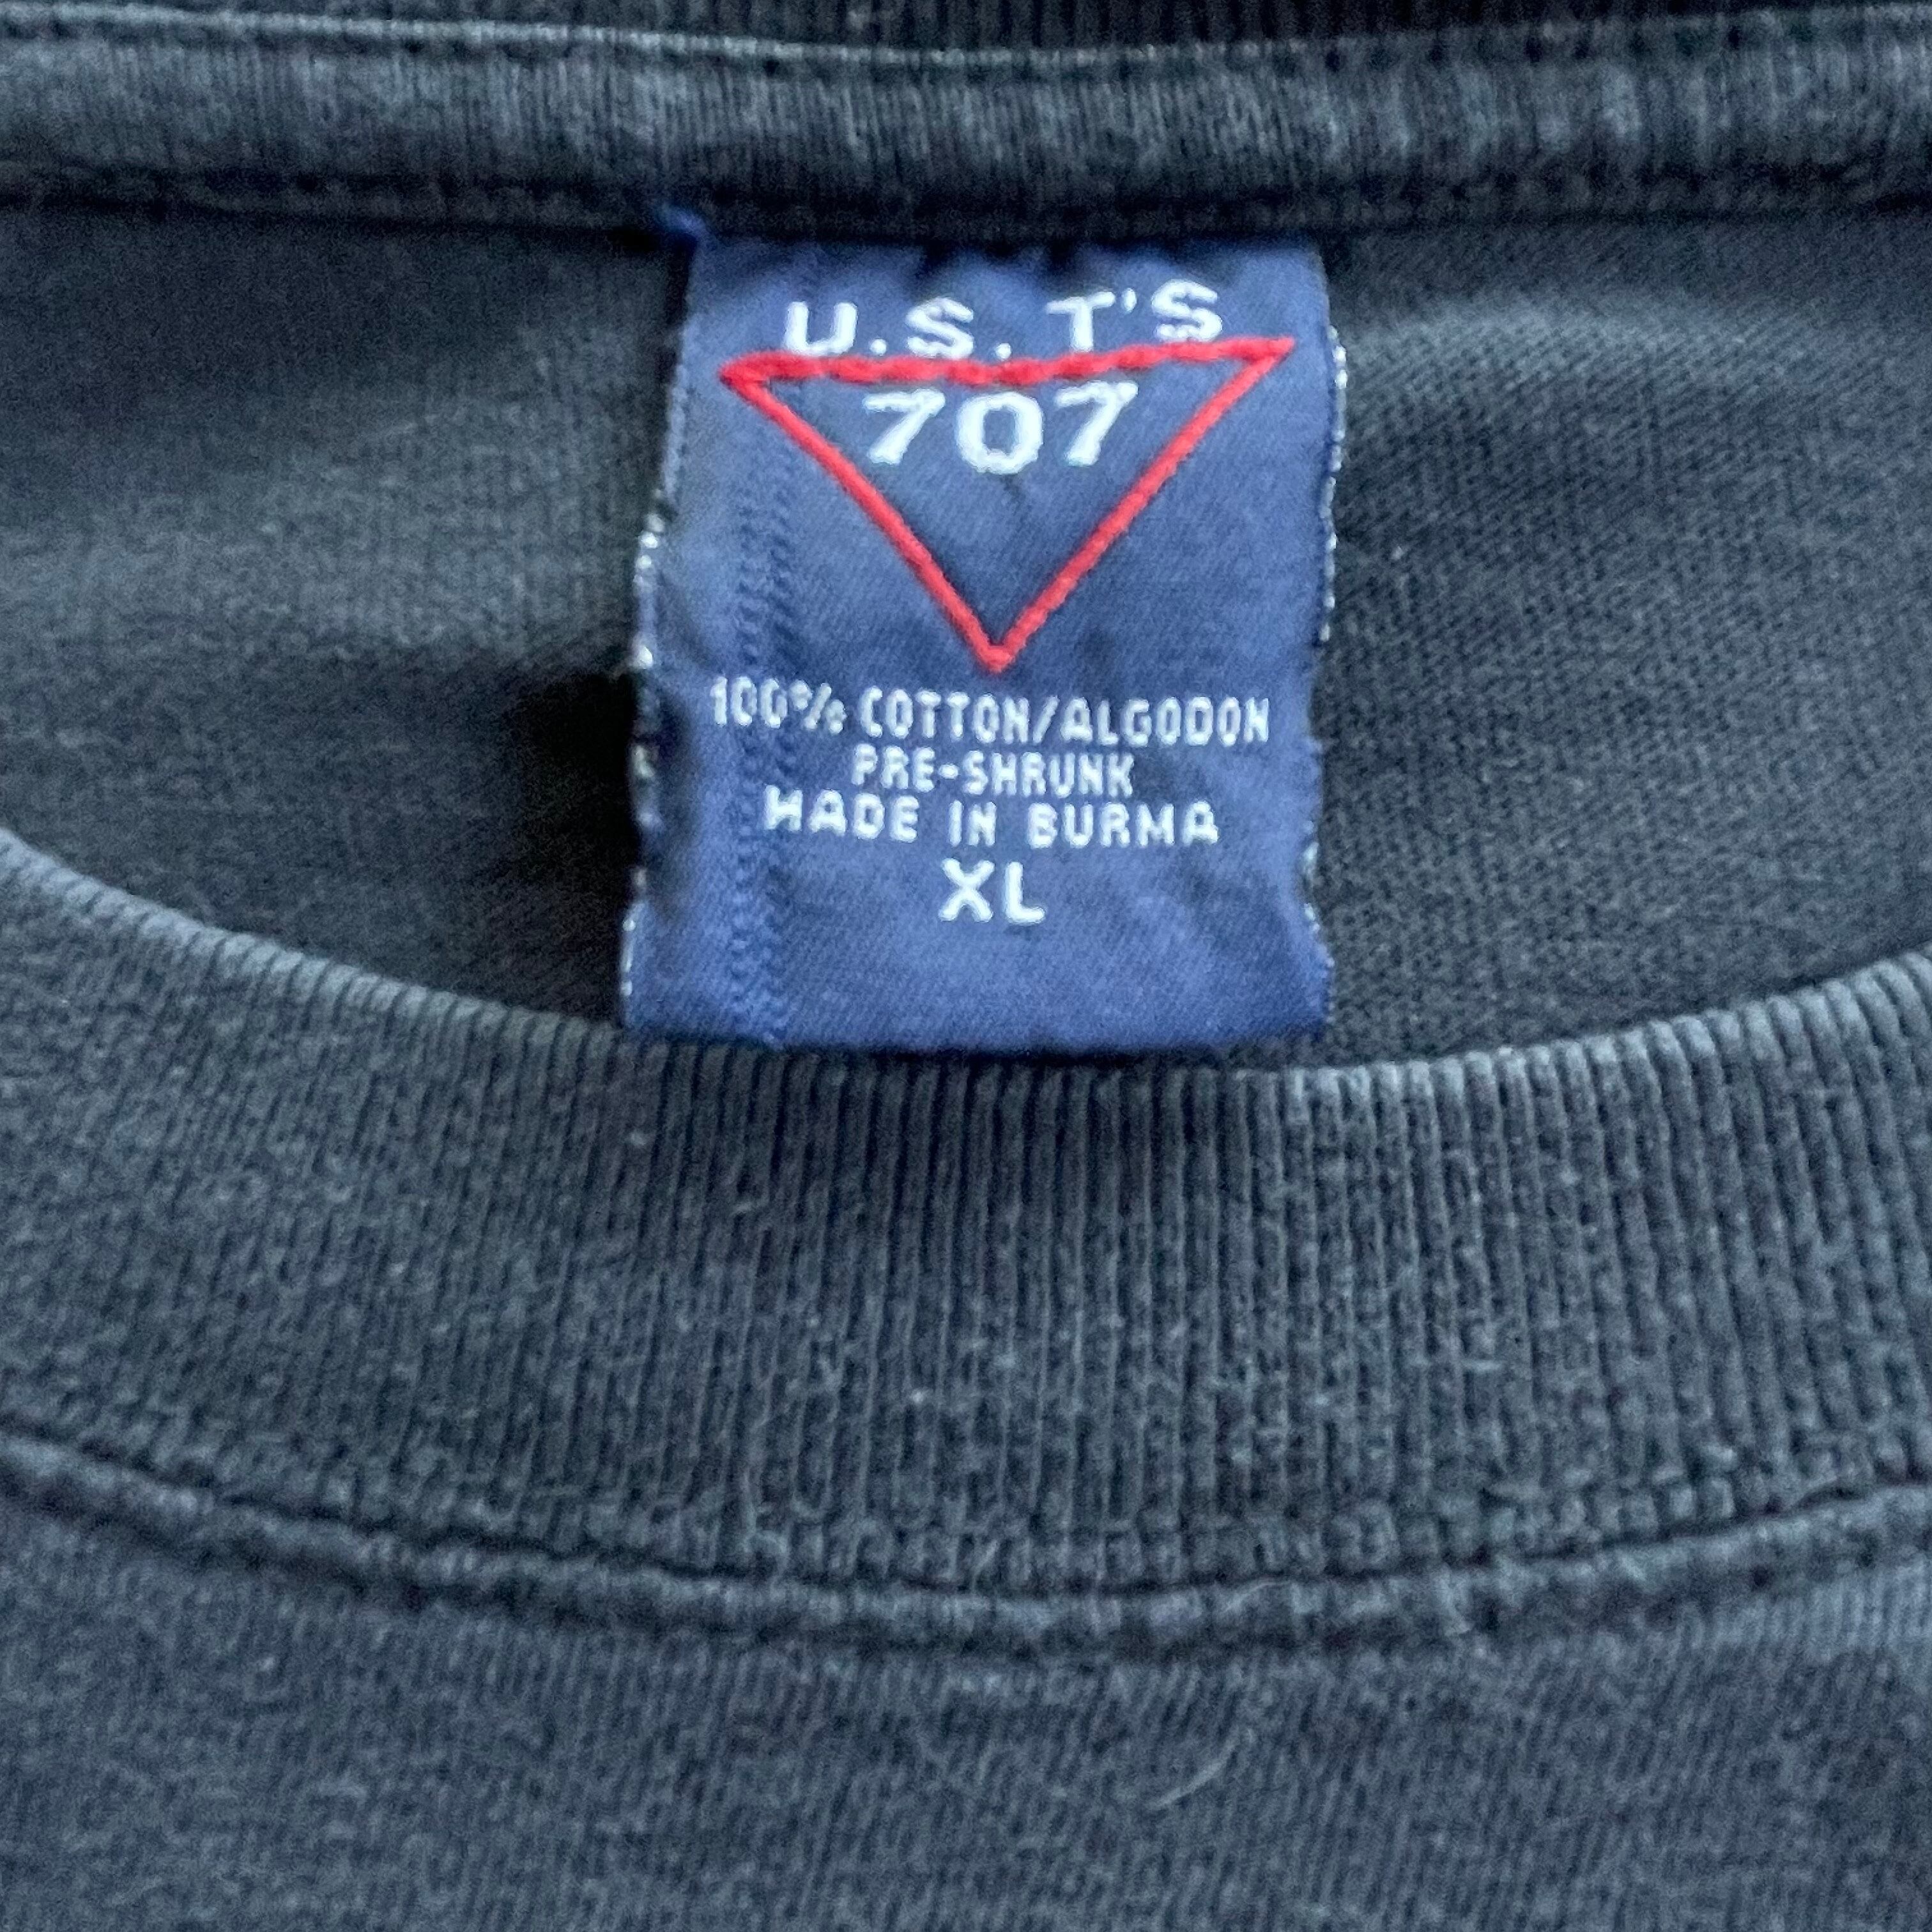 U.S. T'S
707
100% COTTON/ALGODON
PRE-SHRUNK
MADE IN BURMA
XL